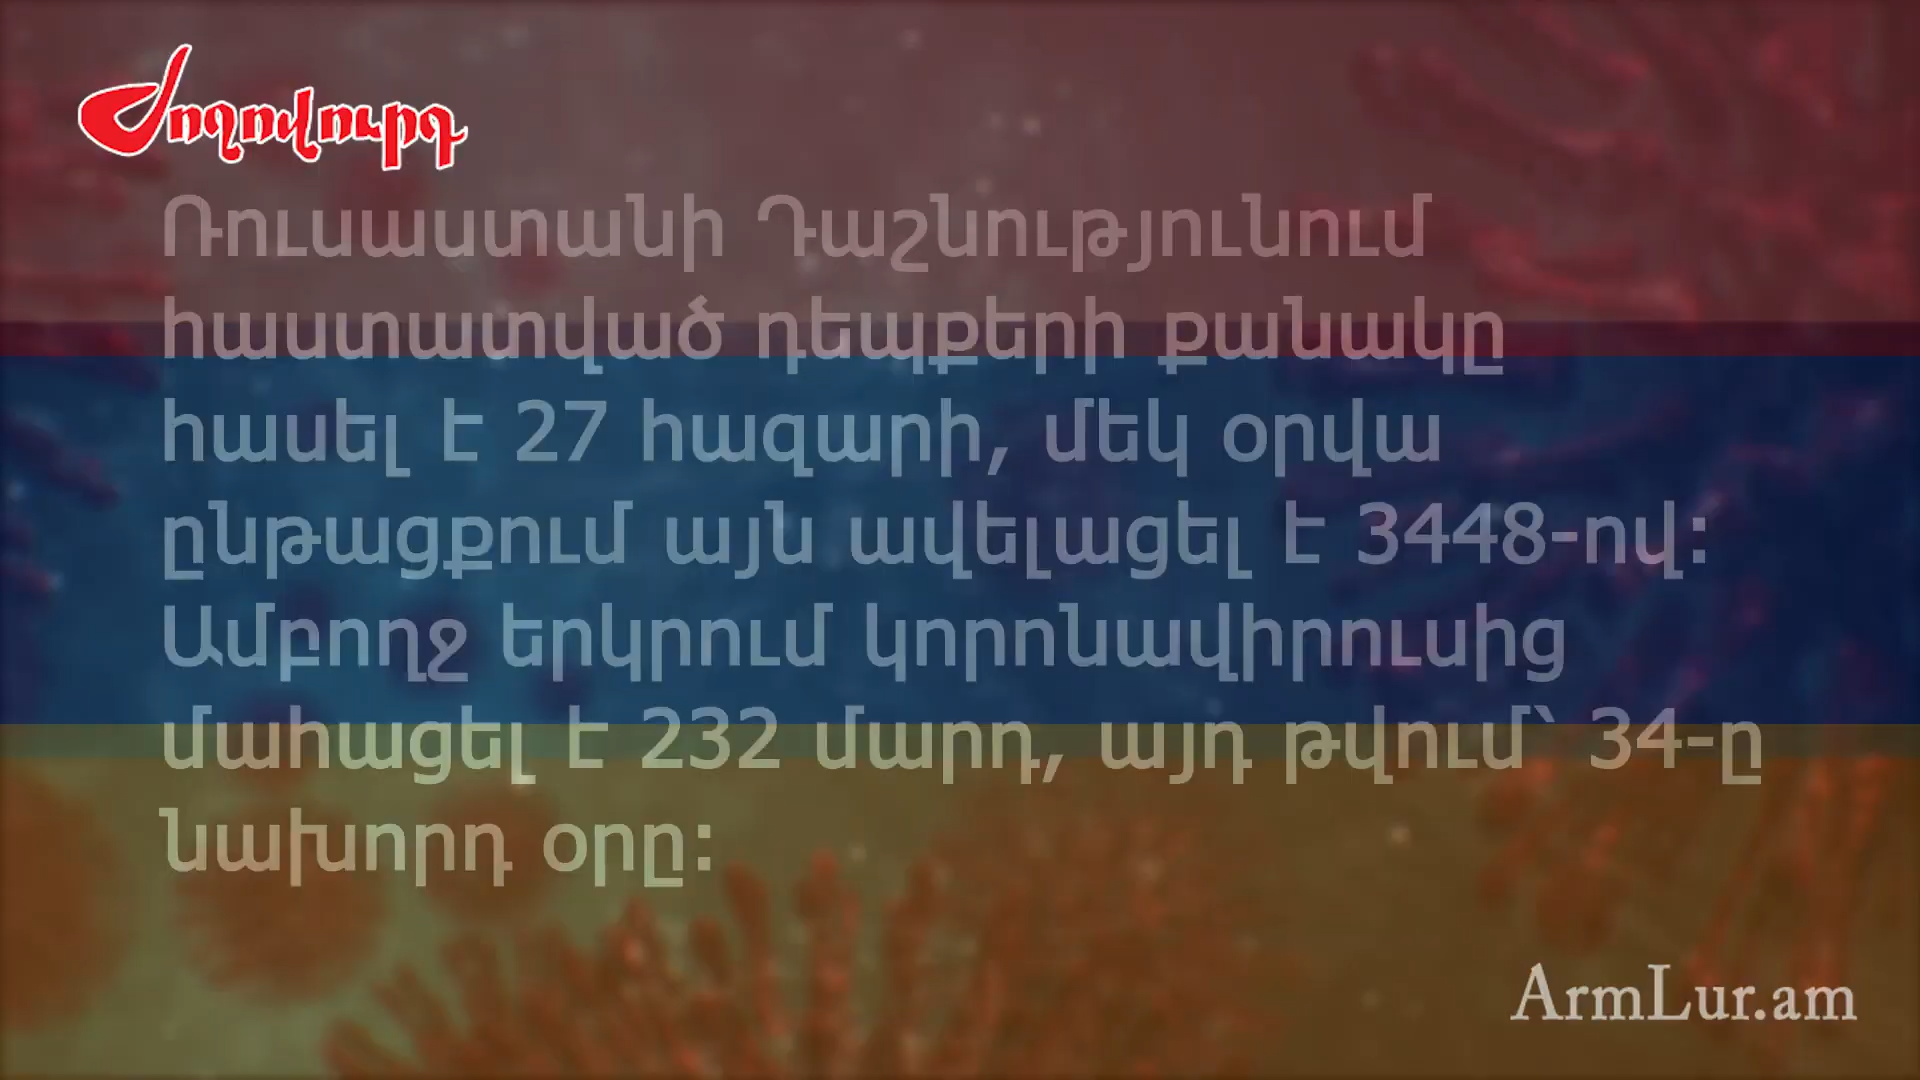 Ժողովուրդ
Ռուսաստանի Դաշնությունում
հաստատված դեպքերի քանակը
հասել է 27 հազարի, մեկ օրվա
ընթացքում այն ավելացել է 3448-ով:
Ամբողջ երկրում կորոնավիրուսից
մահացել է 232 մարդ, այդ թվում՝ 34-ը
նախորդ օրը:
ArmLur.am